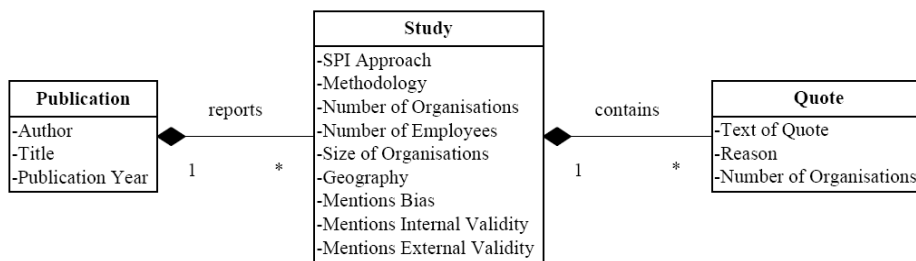 Publication
-Author
-Title
-Publication Year
reports
1
*
Study
-SPI Approach
-Methodology
-Number of Organisations
-Number of Employees
-Size of Organisations
-Geography
-Mentions Bias
-Mentions Internal Validity
-Mentions External Validity
contains
1
*
Quote
-Text of Quote
-Reason
-Number of Organisations